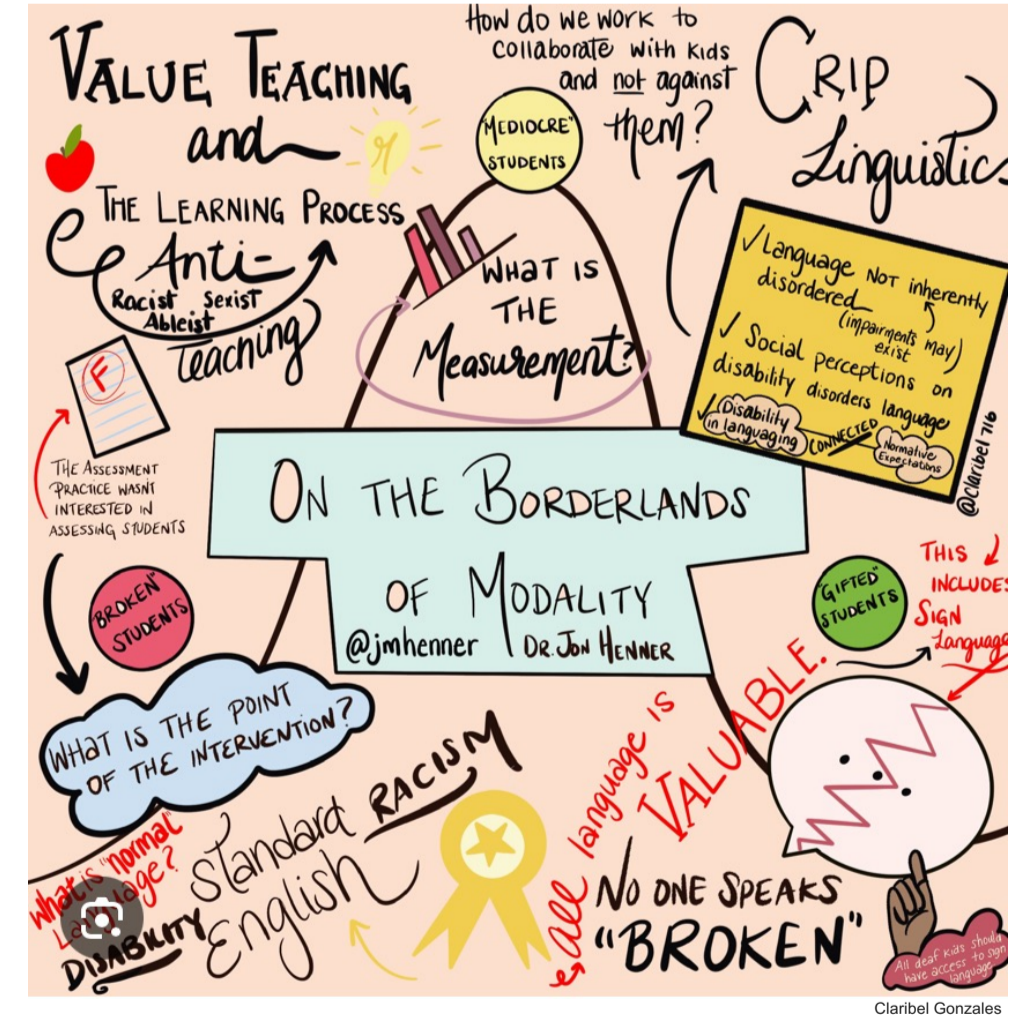 VALUE TEACHING
and
THE LEARNING PROCESS
Anti-
Racist Sexist
Ableist
Teaching
F
THE ASSESSMENT
PRACTICE WASNT
INTERESTED IN
ASSESSING STUDENTS
How do we work to
collaborate with kids
and not against
them?
"MEDIOCRE"
STUDENTS
WHAT IS
THE
Measurement?
CRIP
Linguistics
✓ Language NOT inherently
disordered
(impairments may)
exist
✓ Social perceptions on
disability disorders language
✓ Disability
in languaging
CONNECTED
Normative
Expectations
@Claribel 716
ON THE BORDERLANDS
OF MODALITY
@jmhenner DR. JON HENNER
"BROKEN"
STUDENTS
"GIFTED"
STUDENTS
THIS
INCLUDES
SIGN
Language
WHAT IS THE POINT
OF THE INTERVENTION?
What is "normal"
Language?
DISABILITY
Standard
English
RACISM
all language is
VALUABLE.
NO ONE SPEAKS
"BROKEN"
All deaf kids should
have access to sign
language
Claribel Gonzales